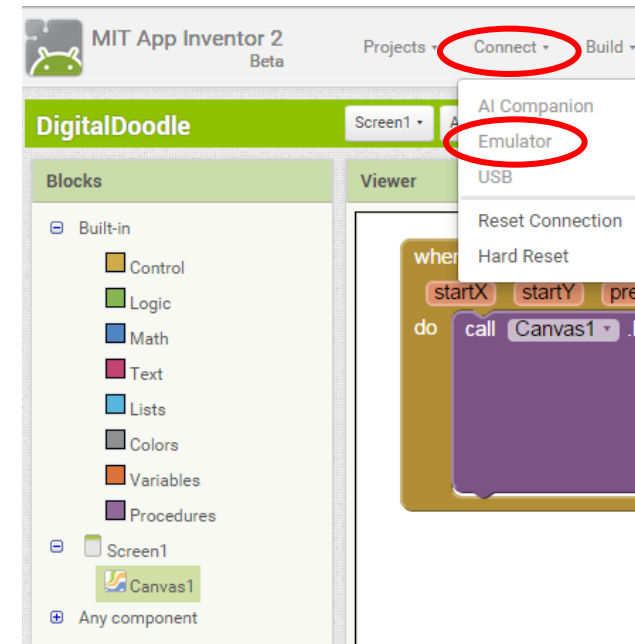 MIT App Inventor 2
Beta
Projects Connect Build
AI Companion
Emulator
USB
Reset Connection
Hard Reset
DigitalDoodle
Screen1
Blocks
Viewer
Built-in
Control
Logic
Math
Text
Lists
Colors
Variables
Procedures
Screen1
Canvas1
Any component
startX startY
do call Canvas1